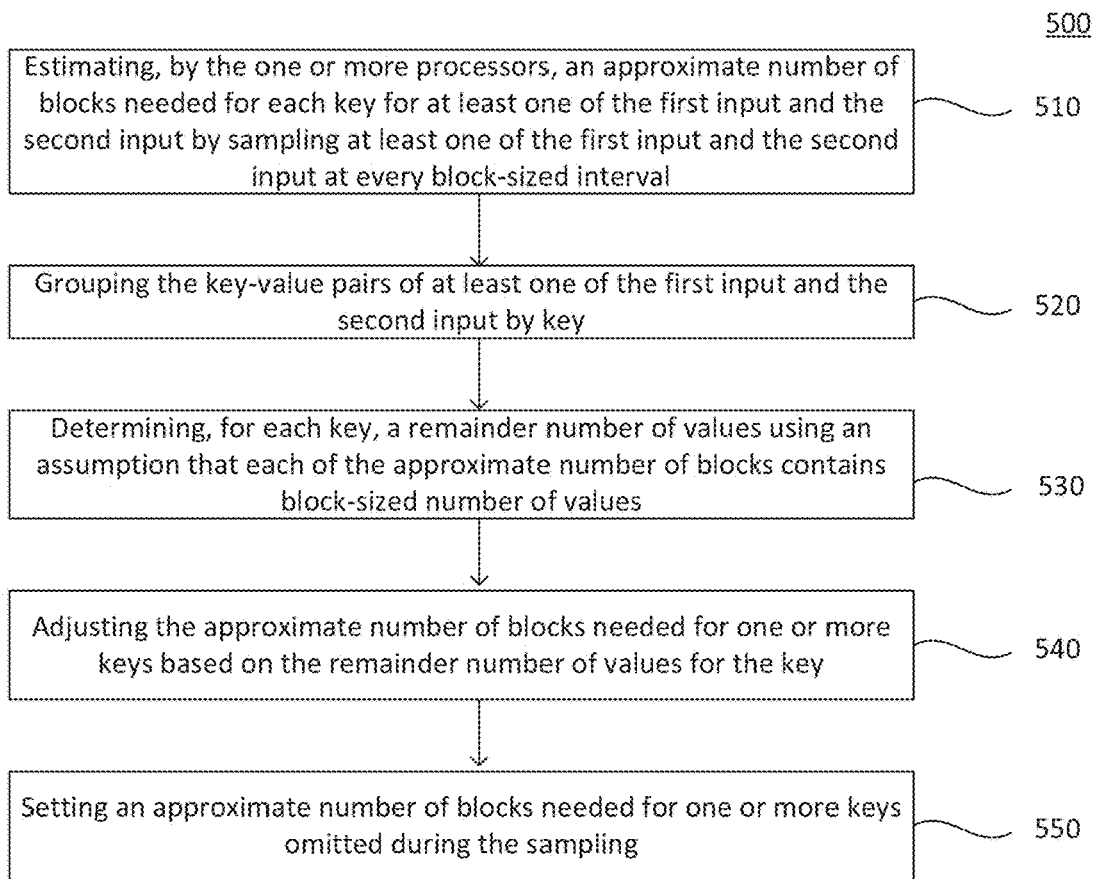 500
Estimating, by the one or more processors, an approximate number of
blocks needed for each key for at least one of the first input and the
second input by sampling at least one of the first input and the second
input at every block-sized interval
510
Grouping the key-value pairs of at least one of the first input and the
second input by key
520
Determining, for each key, a remainder number of values using an
assumption that each of the approximate number of blocks contains
block-sized number of values
530
Adjusting the approximate number of blocks needed for one or more
keys based on the remainder number of values for the key
540
Setting an approximate number of blocks needed for one or more keys
omitted during the sampling
550